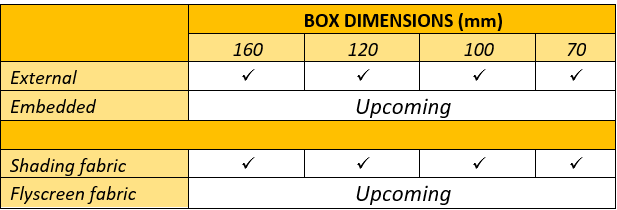 BOX DIMENSIONS (mm)
160 120 100 70
External ✓ ✓ ✓ ✓
Embedded Upcoming
Shading fabric ✓ ✓ ✓ ✓
Flyscreen fabric Upcoming